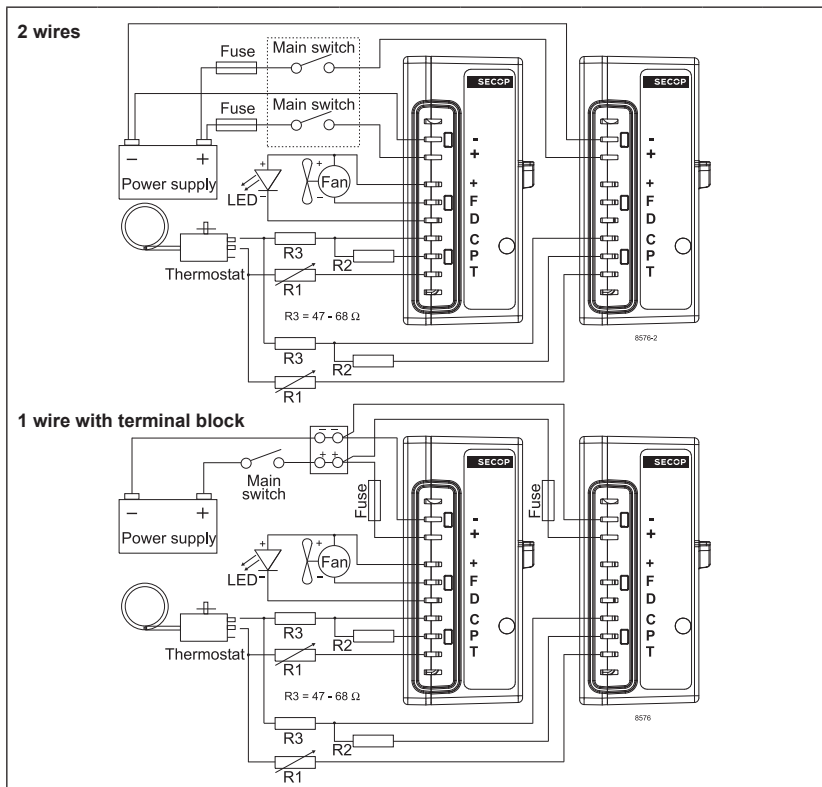 2 wires
Fuse
Main switch
Fuse
Main switch
SECOP
SECOP
-
+
+
F
D
C
P
T
-
+
+
F
D
C
P
T
− +
Power supply
+
LED −
+
Fan
−
Thermostat
R3
R2
R1
R3 = 47 - 68 Ω
R3
R2
R1
8576-2
1 wire with terminal block
− −
+ +
Main
switch
Fuse
Fuse
SECOP
SECOP
-
+
+
F
D
C
P
T
-
+
+
F
D
C
P
T
− +
Power supply
+
LED −
+
Fan
−
Thermostat
R3
R2
R1
R3 = 47 - 68 Ω
R3
R2
R1
8576